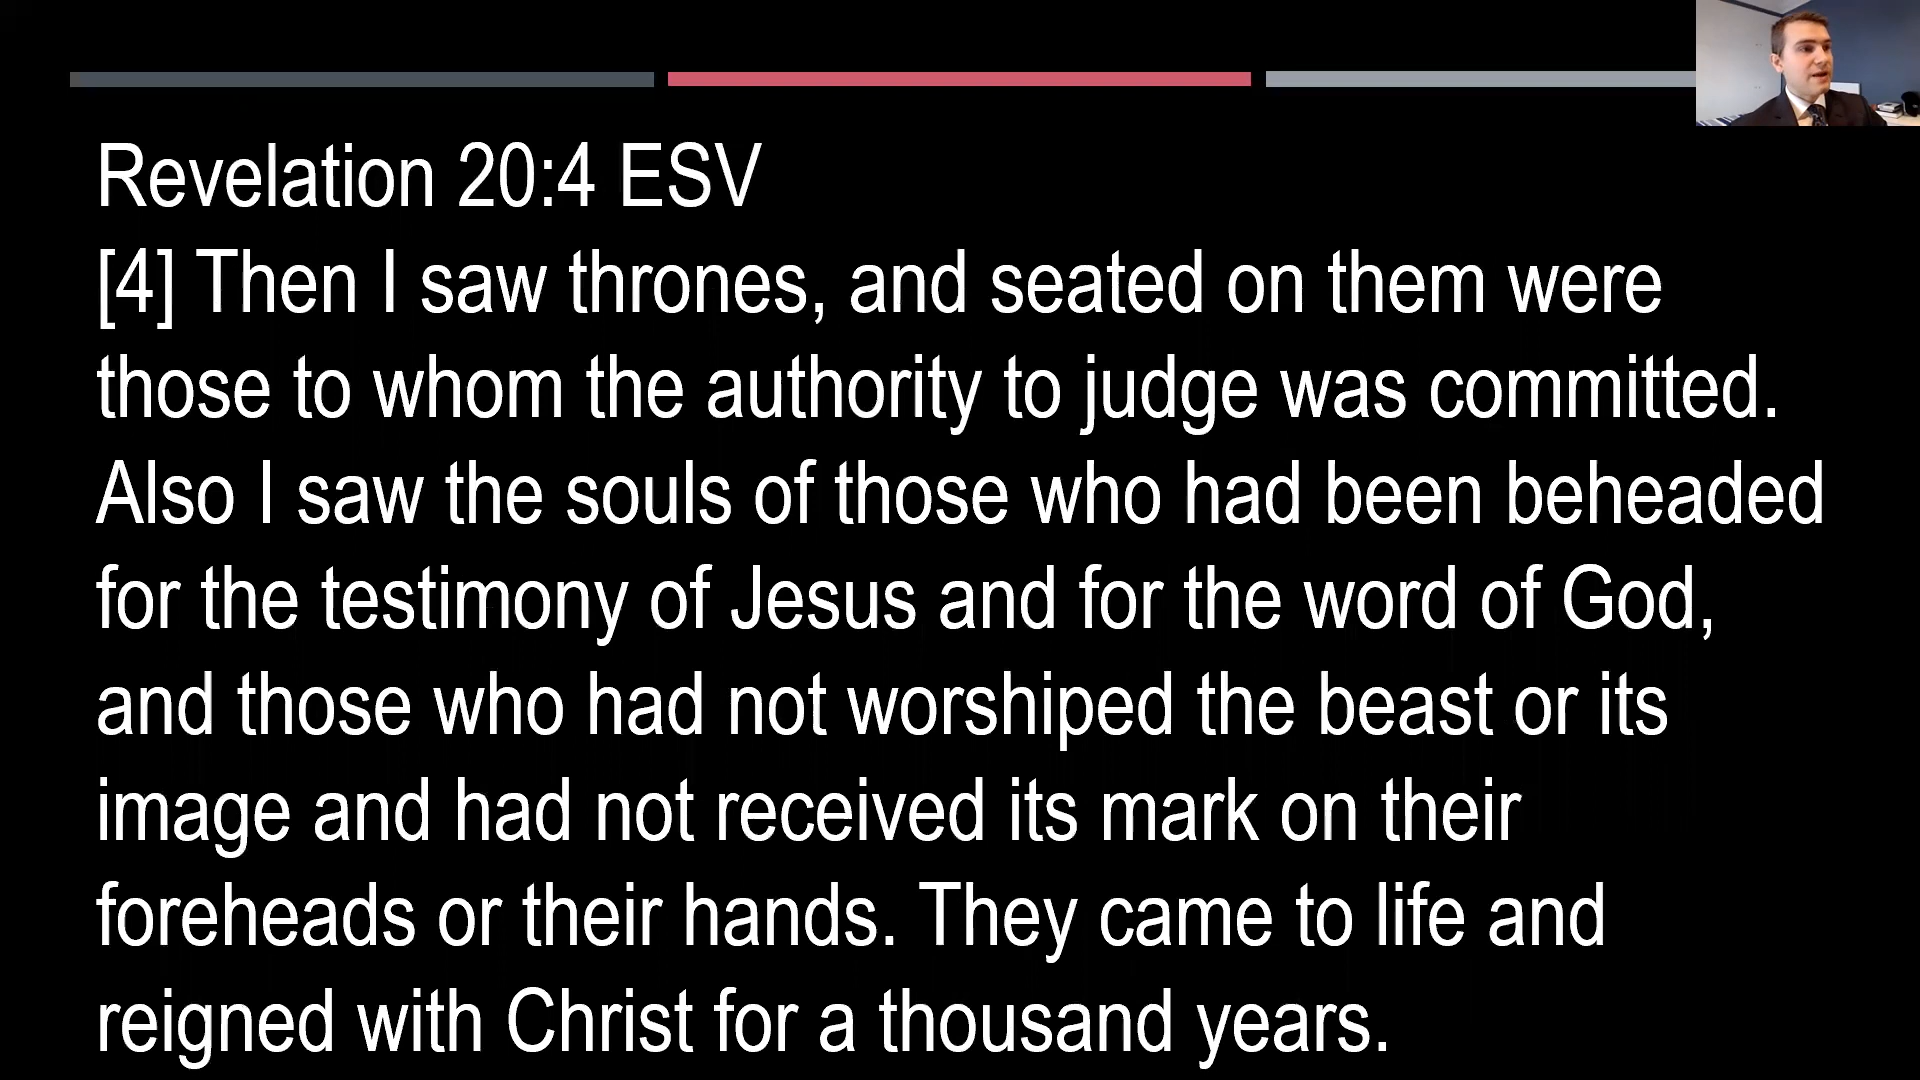 Revelation 20:4 ESV
[4] Then I saw thrones, and seated on them were
those to whom the authority to judge was committed.
Also I saw the souls of those who had been beheaded
for the testimony of Jesus and for the word of God,
and those who had not worshiped the beast or its
image and had not received its mark on their
foreheads or their hands. They came to life and
reigned with Christ for a thousand years.